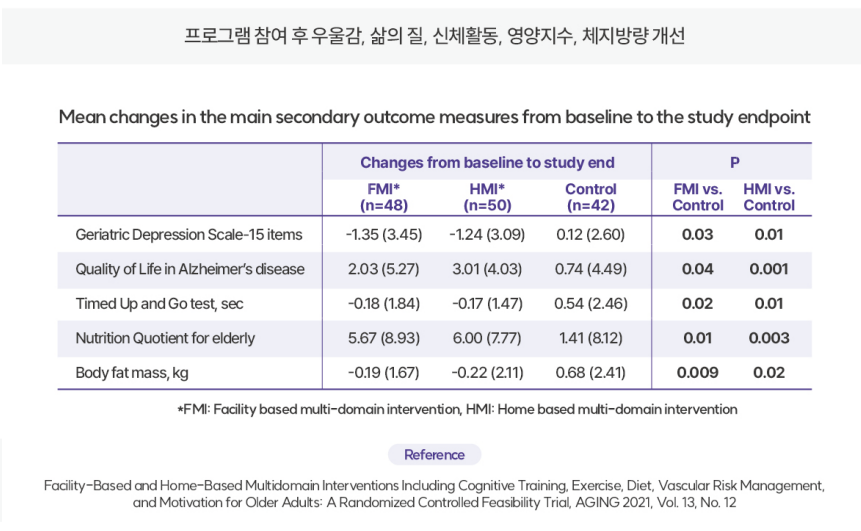 프로그램 참여 후 우울감, 삶의 질, 신체활동, 영양지수, 체지방량 개선
Mean changes in the main secondary outcome measures from baseline to the study endpoint
Changes from baseline to study end P
FMI* (n=48) HMI* (n=50) Control (n=42) FMI vs. Control HMI vs. Control
Geriatric Depression Scale-15 items -1.35 (3.45) -1.24 (3.09) 0.12 (2.60) 0.03 0.01
Quality of Life in Alzheimer's disease 2.03 (5.27) 3.01 (4.03) 0.74 (4.49) 0.04 0.001
Timed Up and Go test, sec -0.18 (1.84) -0.17 (1.47) 0.54 (2.46) 0.02 0.01
Nutrition Quotient for elderly 5.67 (8.93) 6.00 (7.77) 1.41 (8.12) 0.01 0.003
Body fat mass, kg -0.19 (1.67) -0.22 (2.11) 0.68 (2.41) 0.009 0.02
*FMI: Facility based multi-domain intervention, HMI: Home based multi-domain intervention
Reference
Facility-Based and Home-Based Multidomain Interventions Including Cognitive Training, Exercise, Diet, Vascular Risk Management,
and Motivation for Older Adults: A Randomized Controlled Feasibility Trial, AGING 2021, Vol. 13, No. 12